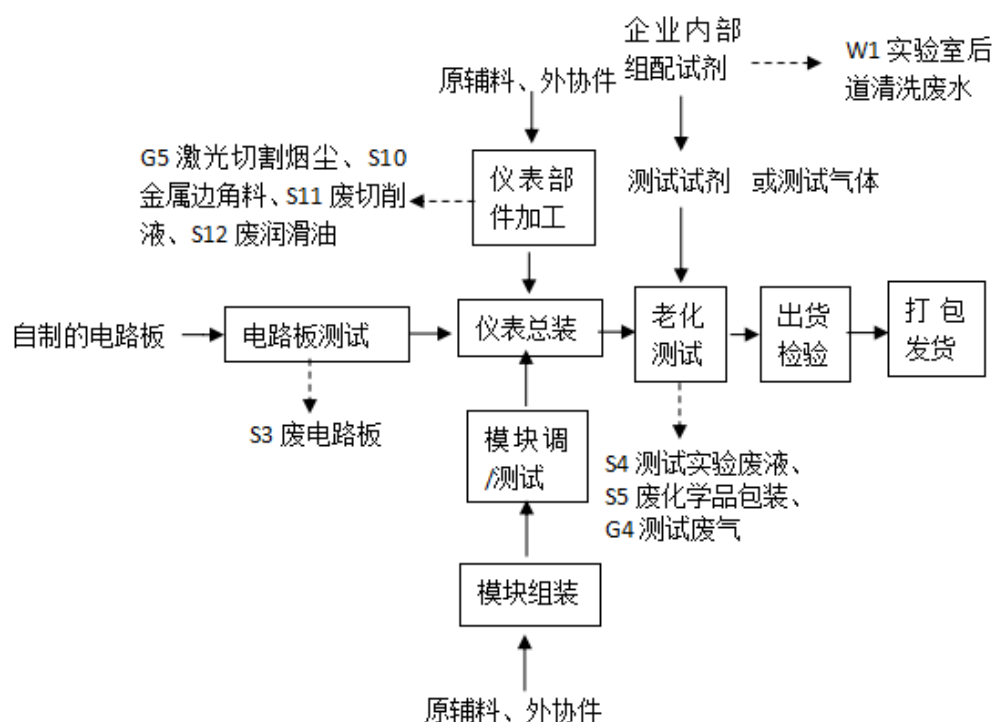 企业内部
组配试剂
W1 实验室后
道清洗废水
原辅料、外协件
G5 激光切割烟尘、S10
金属边角料、S11 废切削
液、S12 废润滑油
仪表部
件加工
测试试剂 或测试气体
自制的电路板
电路板测试
仪表总装
老化
测试
出货
检验
打 包
发货
S3 废电路板
模块调
/测试
S4 测试实验废液、
S5 废化学品包装、
G4 测试废气
模块组装
原辅料、外协件